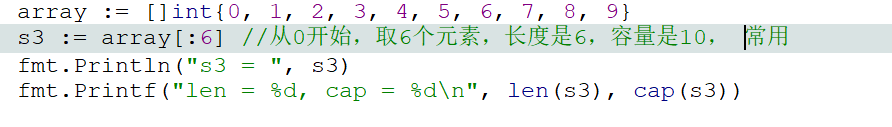 array := []int{0, 1, 2, 3, 4, 5, 6, 7, 8, 9}
s3 := array[:6] //从0开始，取6个元素，长度是6，容量是10， 常用
fmt.Println("s3 = ", s3)
fmt.Printf("len = %d, cap = %d\n", len(s3), cap(s3))